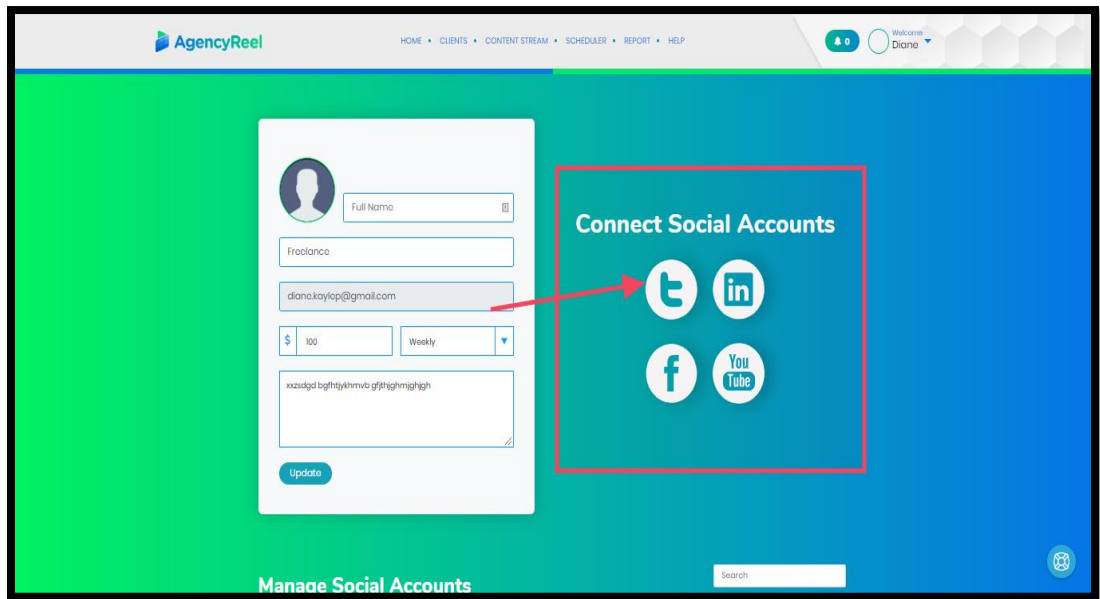 AgencyReel
HOME • CLIENTS • CONTENT STREAM • SCHEDULER • REPORT • HELP
0
Welcome
Diane
Full Name
Freelance
diane.kaylop@gmail.com
$ 100
Weekly
xxzsdgd bgfhtjykhmvb gfjthjghmjghjgh
Update
Connect Social Accounts
t in
f You
Tube
Manage Social Accounts
Search